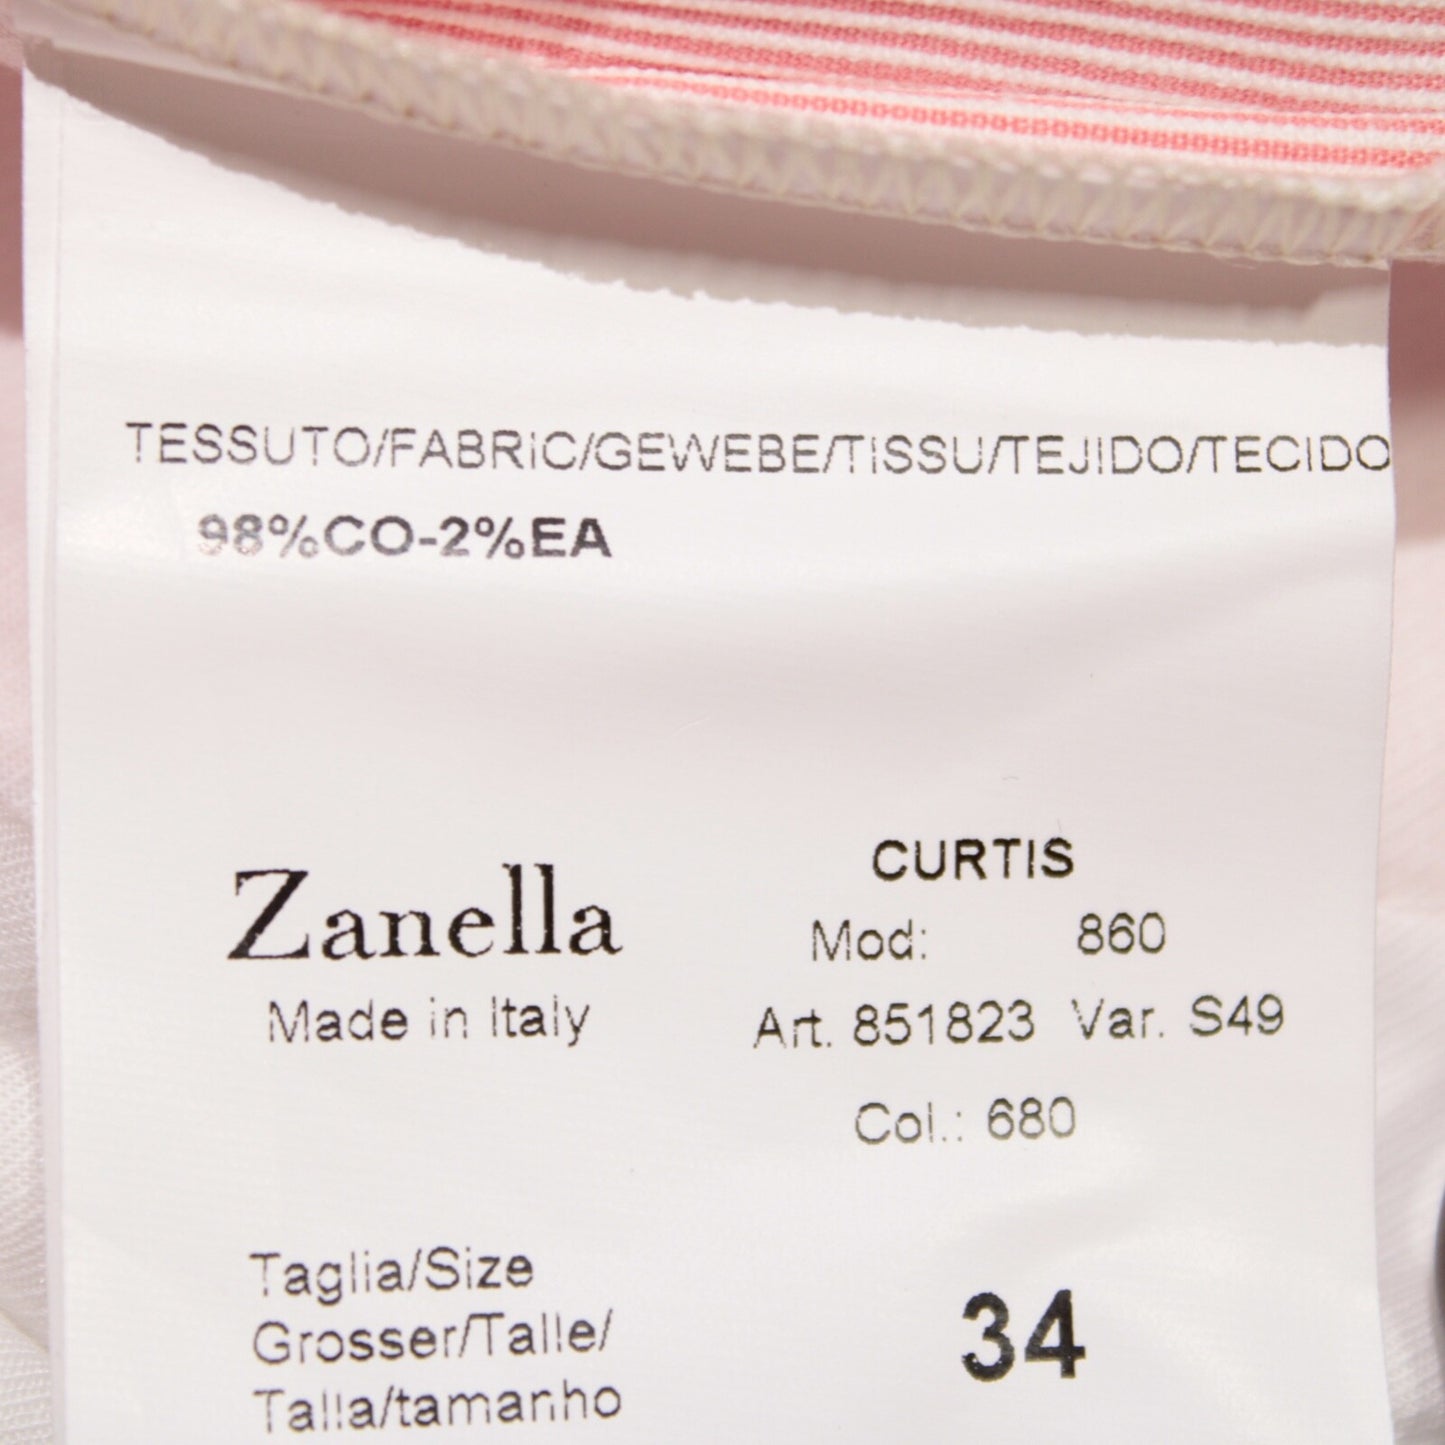 TESSUTO/FABRIC/GEWEBE/TISSU/TEJIDO/TECIDO
98%CO-2%EA
Zanella
Made in Italy
CURTIS
Mod: 860
Art. 851823 Var. S49
Col.: 680
Taglia/Size
Grosser/Talle/
Talla/tamanho
34